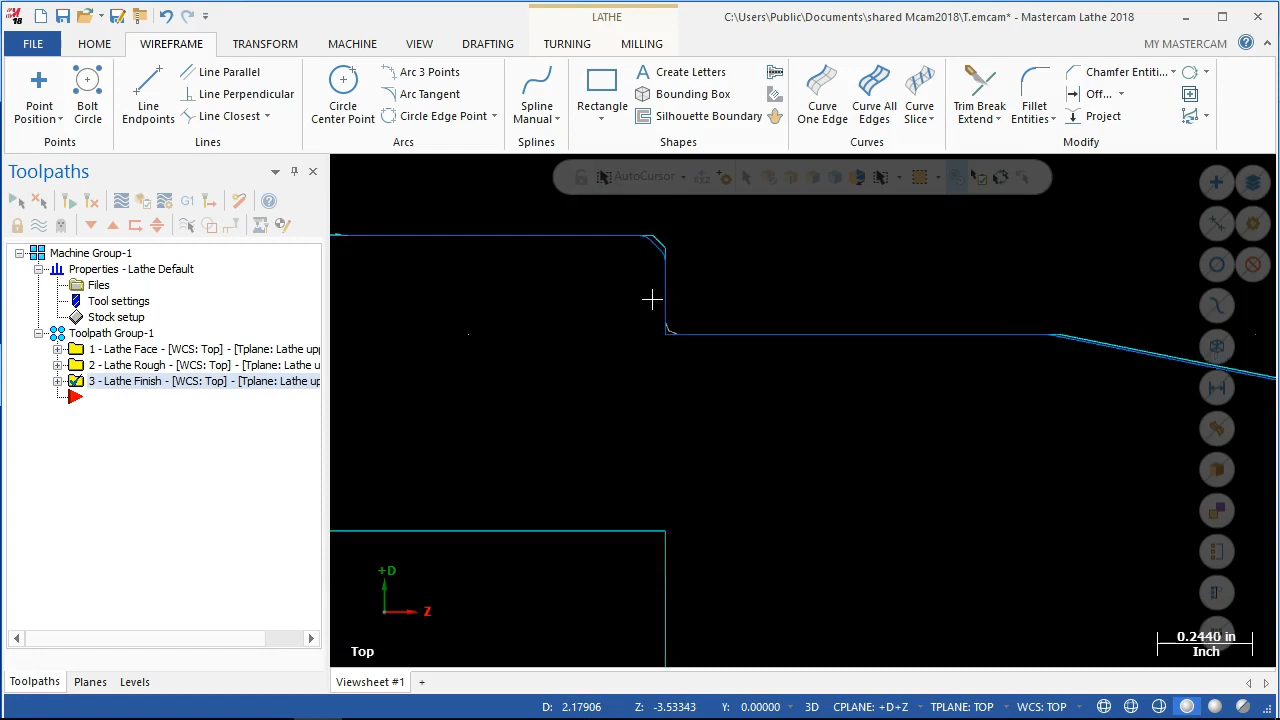 LATHE
C:\Users\Public\Documents\shared Mcam2018\T.emcam* - Mastercam Lathe 2018
18
FILE HOME WIREFRAME TRANSFORM MACHINE VIEW DRAFTING TURNING MILLING MY MASTERCAM
Point Position
Bolt Circle
Points
Line Endpoints
Line Parallel
Line Perpendicular
Line Closest
Lines
Circle Center Point
Arc 3 Points
Arc Tangent
Circle Edge Point
Arcs
Spline Manual
Splines
Rectangle
Create Letters
Bounding Box
Silhouette Boundary
Shapes
Curve One Edge
Curve All Edges
Curve Slice
Curves
Trim Break Extend
Fillet Entities
Chamfer Entiti...
Off...
Project
Modify
Toolpaths
G1
Machine Group-1
Properties - Lathe Default
Files
Tool settings
Stock setup
Toolpath Group-1
1 - Lathe Face - [WCS: Top] - [Tplane: Lathe up
2 - Lathe Rough - [WCS: Top] - [Tplane: Lathe u
3 - Lathe Finish - [WCS: Top] - [Tplane: Lathe up
AutoCursor
XYZ
+D
Z
Top
0.2440 in
Inch
Toolpaths Planes Levels
Viewsheet #1 +
D: 2.17906 Z: -3.53343 Y: 0.00000 3D CPLANE: +D+Z TPLANE: TOP WCS: TOP